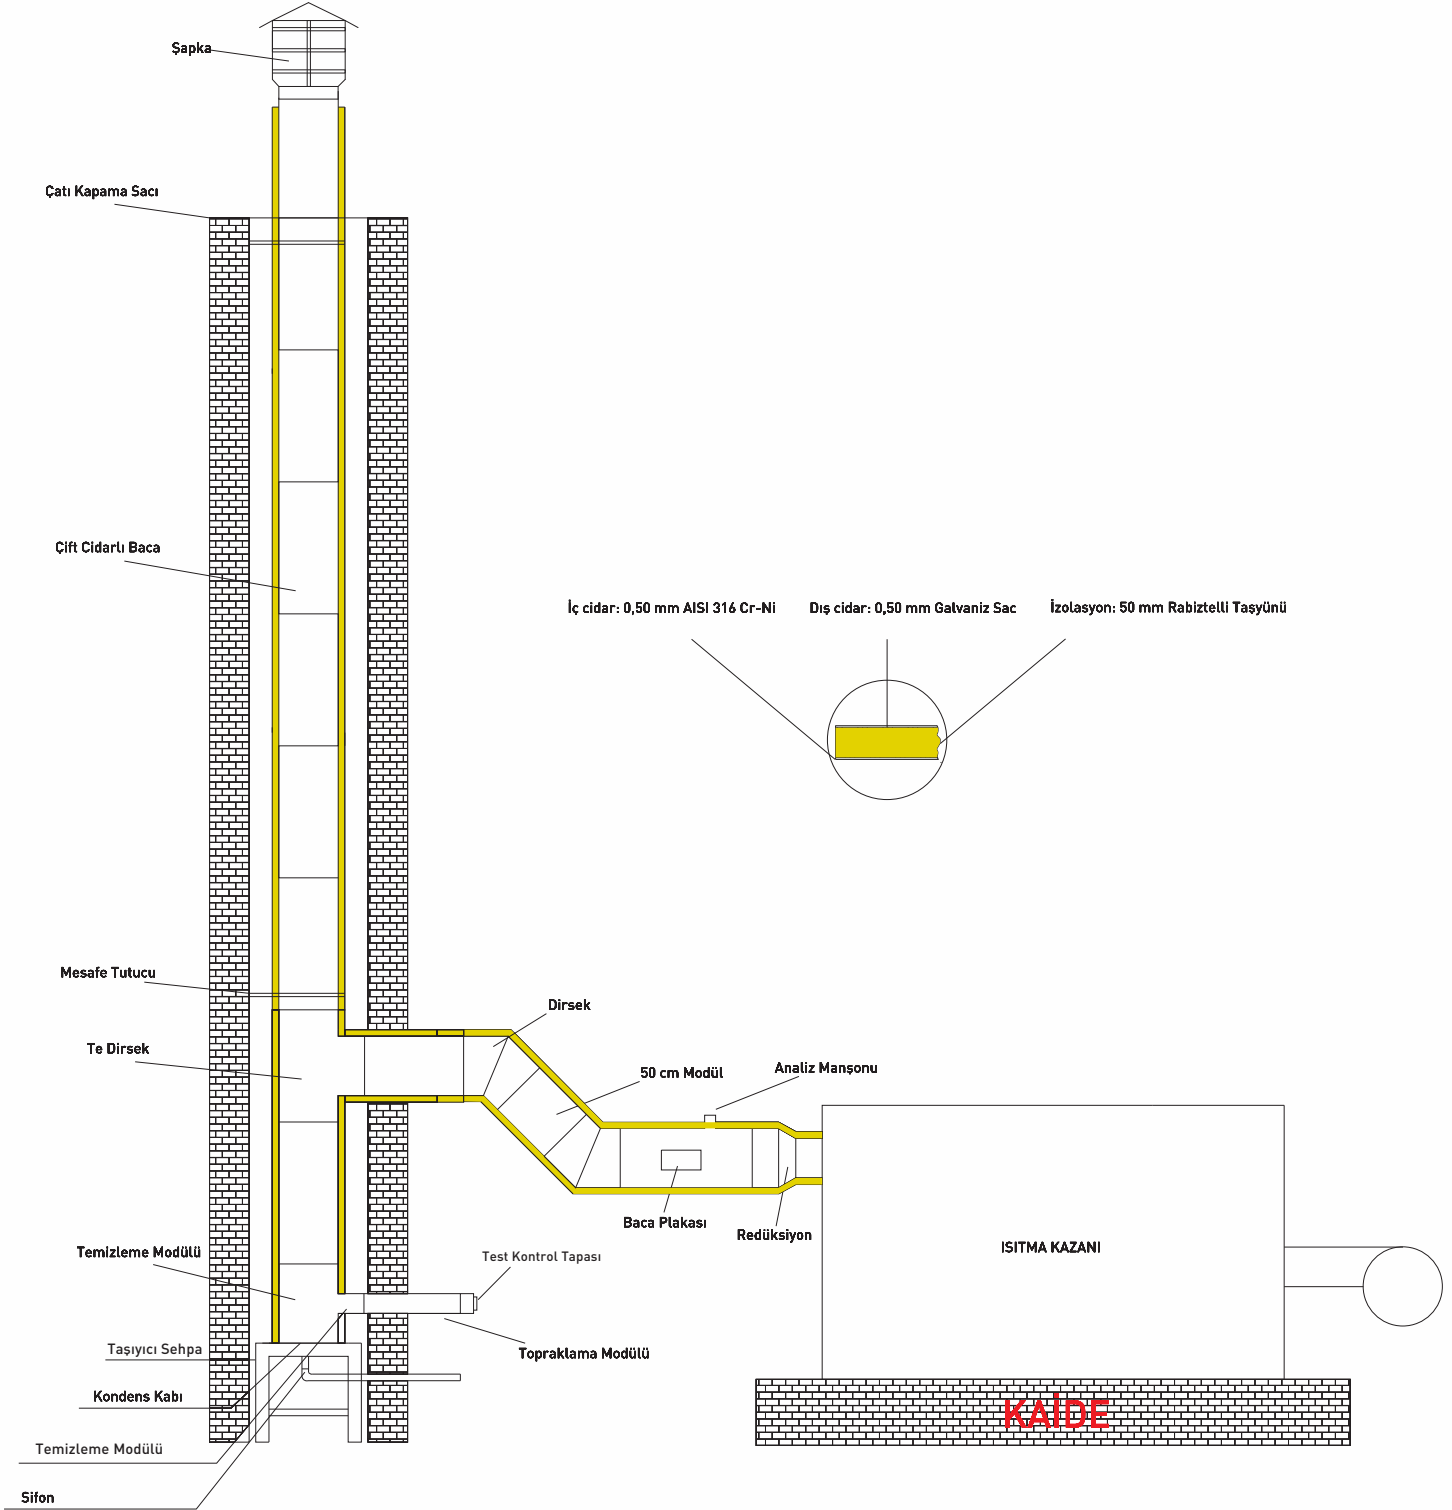 Şapka
Çatı Kapama Sacı
Çift Cidarlı Baca
İç cidar: 0,50 mm AISI 316 Cr-Ni
Dış cidar: 0,50 mm Galvaniz Sac
İzolasyon: 50 mm Rabiztelli Taşyünü
Mesafe Tutucu
Dirsek
Te Dirsek
50 cm Modül
Analiz Manşonu
Baca Plakası
Redüksiyon
Temizleme Modülü
Test Kontrol Tapası
ISITMA KAZANI
Taşıyıcı Sehpa
Topraklama Modülü
Kondens Kabı
KAİDE
Temizleme Modülü
Sifon